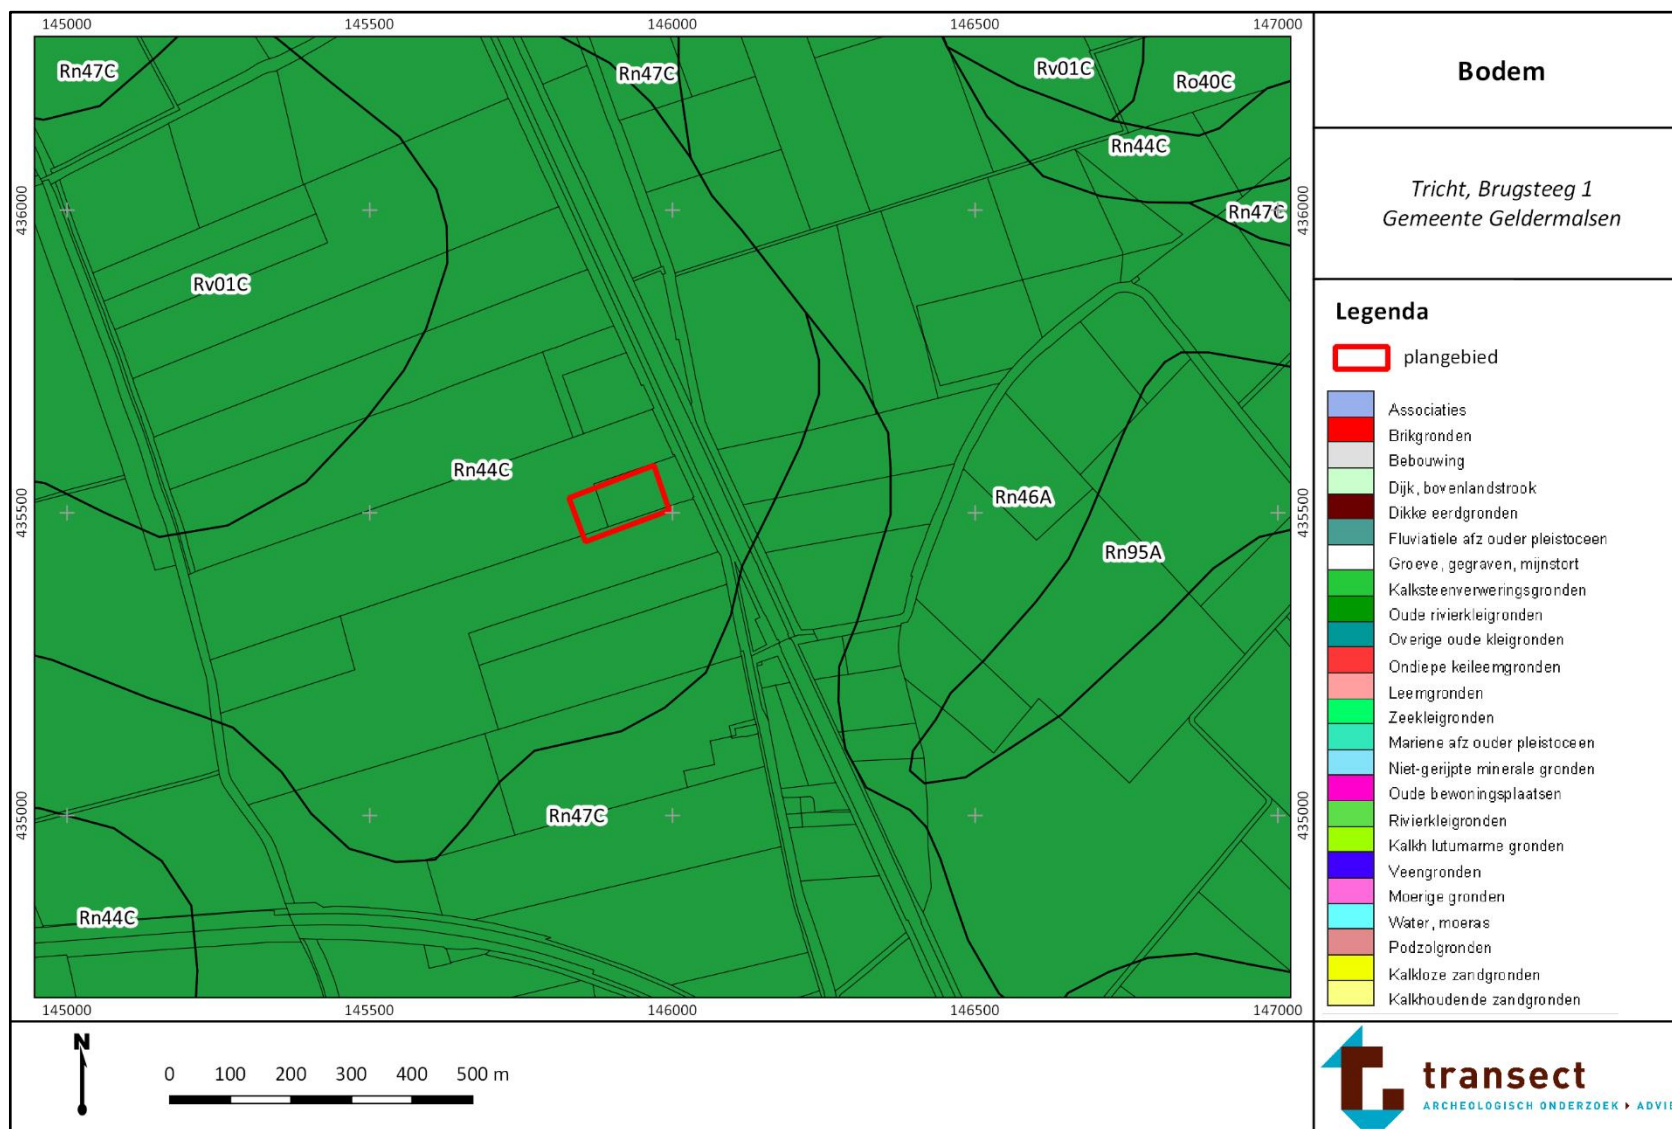 145000 145500 146000 146500 147000
Rn47C
Rn47C
Rv01C
Ro40C
Rn44C
Rn47C
436000
436000
Rv01C
Rn44C
435500
435500
Rn46A
Rn95A
435000
435000
Rn47C
Rn44C
145000 145500 146000 146500 147000
N
0 100 200 300 400 500 m
Bodem
Tricht, Brugsteeg 1
Gemeente Geldermalsen
Legenda
plangebied
Associaties
Brikgronden
Bebouwing
Dijk, bovenlandstrook
Dikke eerdgronden
Fluviatiele afz ouder pleistoceen
Groeve, gegraven, mijnstort
Kalksteenverweringsgronden
Oude rivierkleigronden
Overige oude kleigronden
Ondiepe keileemgronden
Leemgronden
Zeekleigronden
Mariene afz ouder pleistoceen
Niet-gerijpte minerale gronden
Oude bewoningsplaatsen
Rivierkleigronden
Kalkh lutumarme gronden
Veengronden
Moerige gronden
Water, moeras
Podzolgronden
Kalkloze zandgronden
Kalkhoudende zandgronden
transect
ARCHEOLOGISCH ONDERZOEK ▸ ADVIE